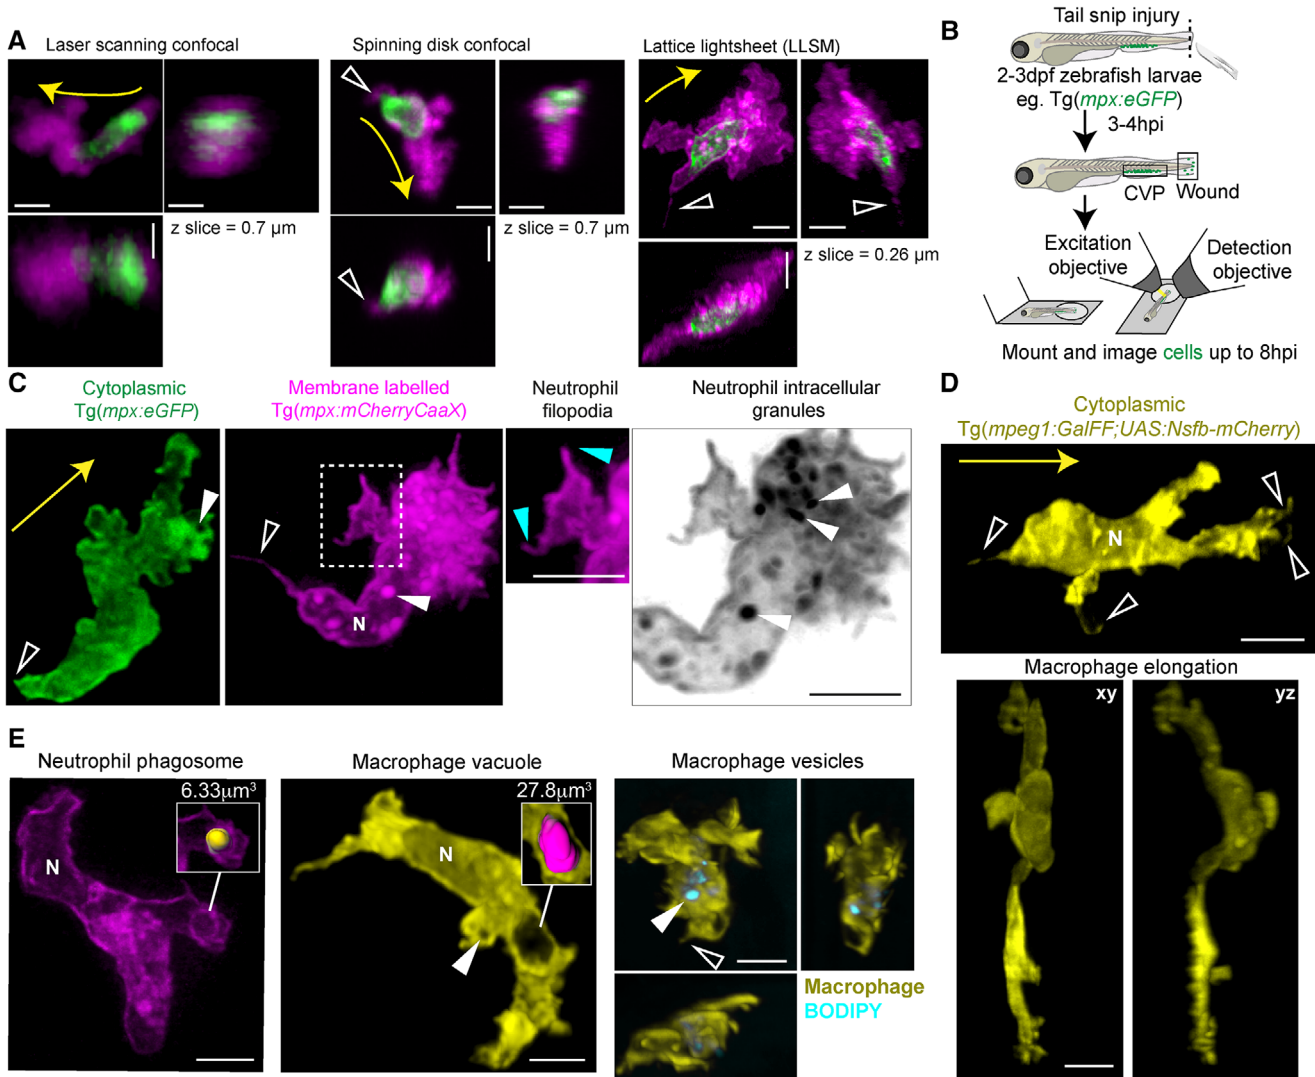 A
Laser scanning confocal
Spinning disk confocal
Lattice lightsheet (LLSM)
z slice = 0.7 µm
z slice = 0.7 µm
z slice = 0.26 µm
B
Tail snip injury
2-3dpf zebrafish larvae
eg. Tg(mpx:eGFP)
3-4hpi
CVP
Wound
Excitation
objective
Detection
objective
Mount and image cells up to 8hpi
C
Cytoplasmic
Tg(mpx:eGFP)
Membrane labelled
Tg(mpx:mCherryCaaX)
N
Neutrophil
filopodia
Neutrophil intracellular
granules
D
Cytoplasmic
Tg(mpeg1:GalFF;UAS:Nsfb-mCherry)
N
Macrophage elongation
xy
yz
E
Neutrophil phagosome
6.33µm³
N
Macrophage vacuole
27.8µm³
N
Macrophage vesicles
Macrophage
BODIPY